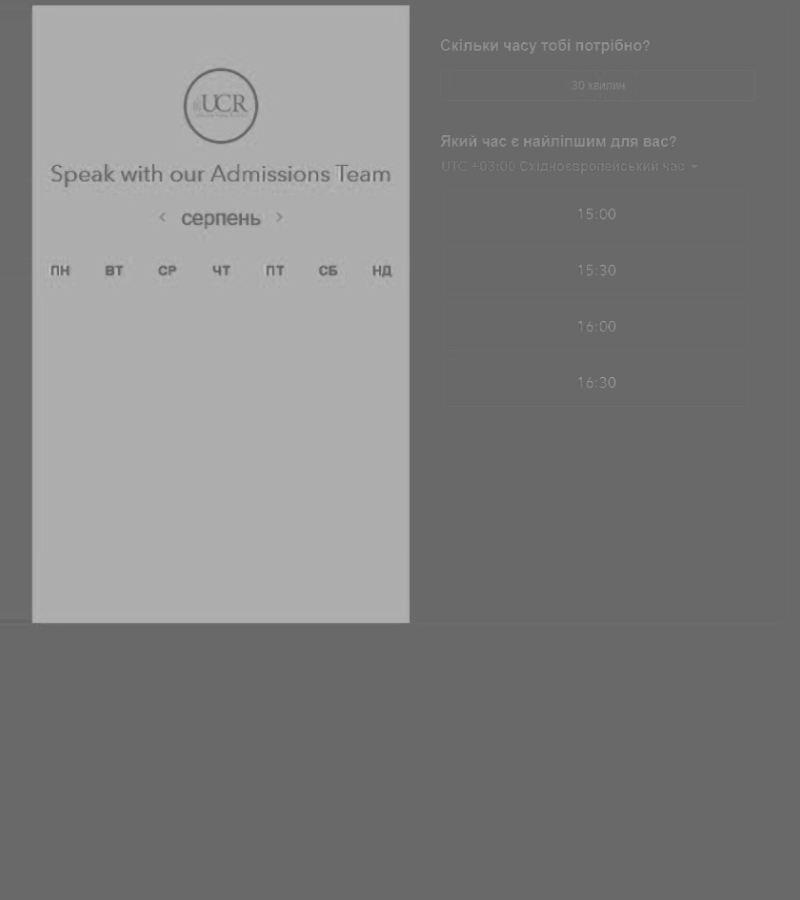 UCR
Speak with our Admissions Team
‹ серпень ›
ПН ВТ СР ЧТ ПТ СБ НД
Скільки часу тобі потрібно?
30 хвилин
Який час є найліпшим для вас?
UTC +03:00 Східноєвропейський час
15:00
15:30
16:00
16:30